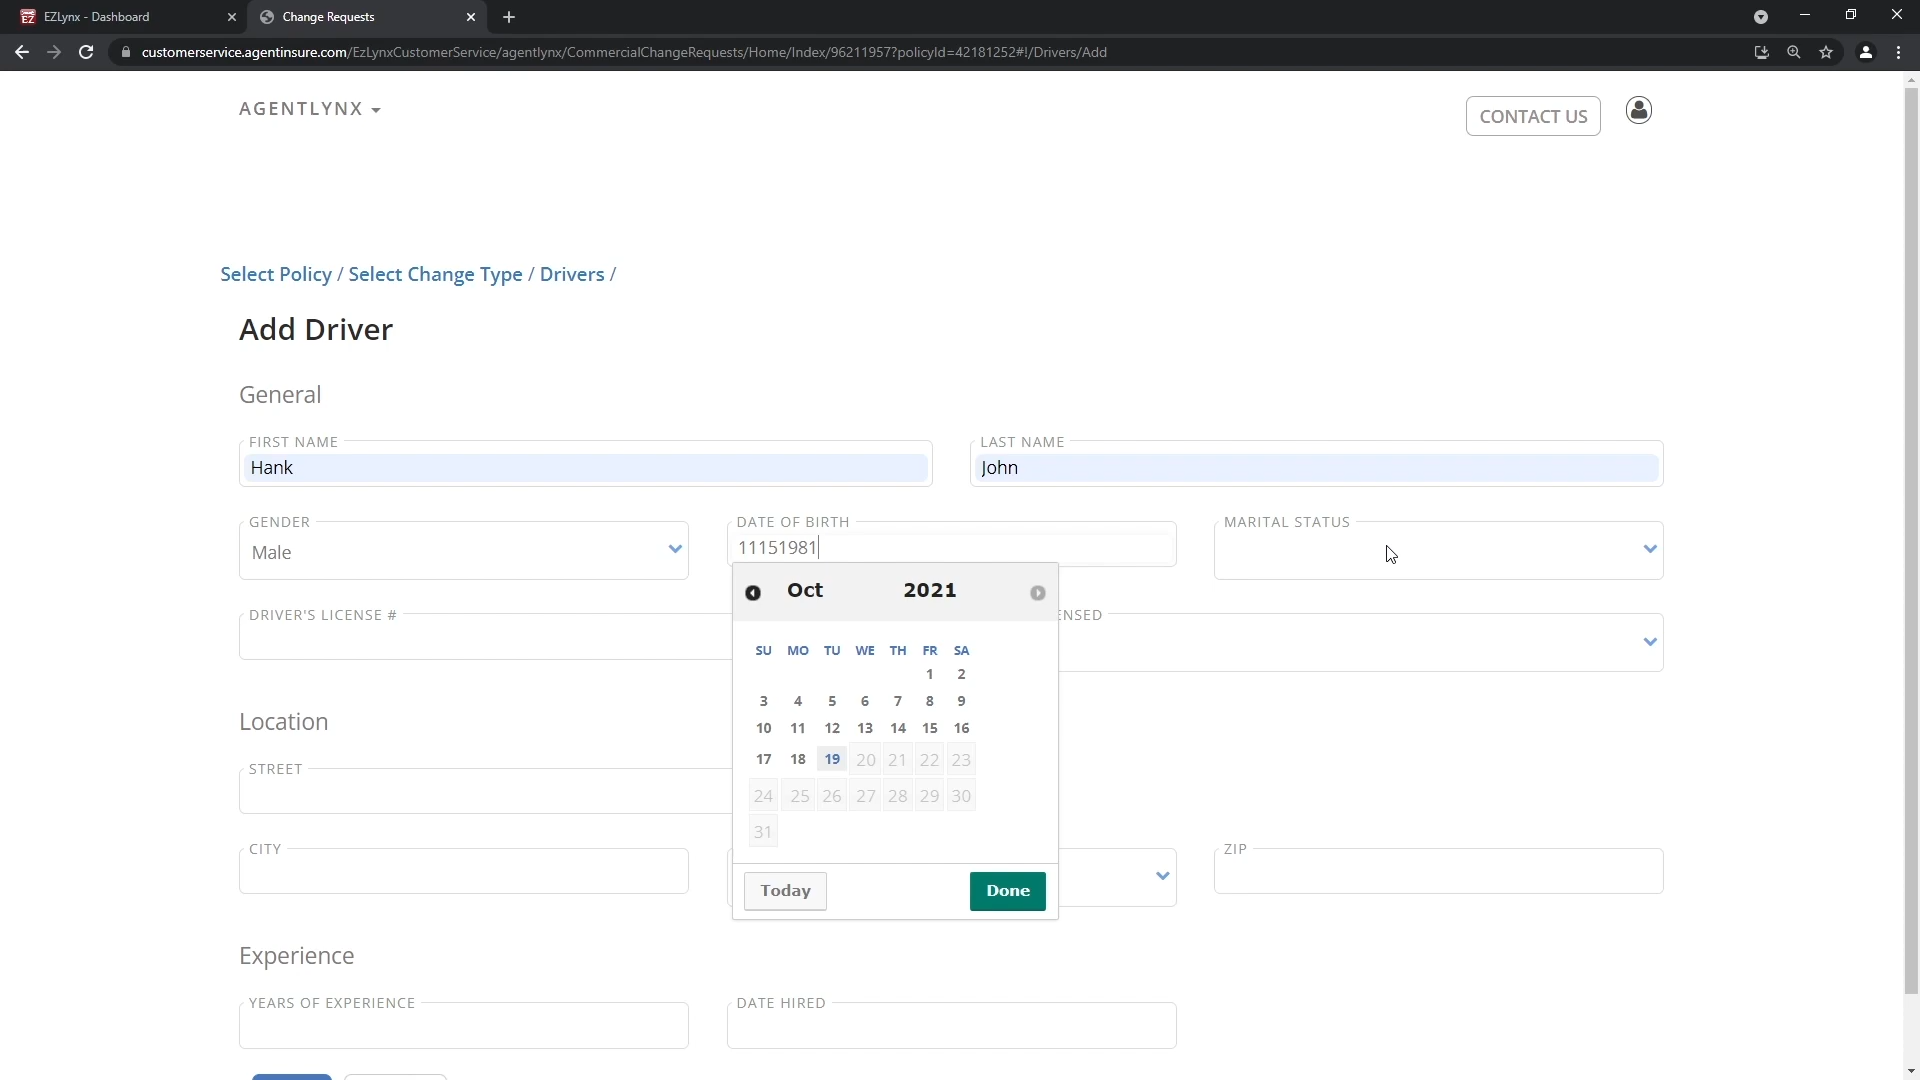 EZLynx - Dashboard
Change Requests
customerservice.agentinsure.com/EzLynxCustomerService/agentlynx/CommercialChangeRequests/Home/Index/96211957?policyId=42181252#!/Drivers/Add
AGENTLYNX
CONTACT US
Select Policy / Select Change Type / Drivers /
Add Driver
General
FIRST NAME
Hank
LAST NAME
John
GENDER
Male
DATE OF BIRTH
11151981
MARITAL STATUS
DRIVER'S LICENSE #
ENSED
Oct 2021
SU MO TU WE TH FR SA
1 2
3 4 5 6 7 8 9
10 11 12 13 14 15 16
17 18 19 20 21 22 23
24 25 26 27 28 29 30
31
Today Done
Location
STREET
CITY
ZIP
Experience
YEARS OF EXPERIENCE
DATE HIRED